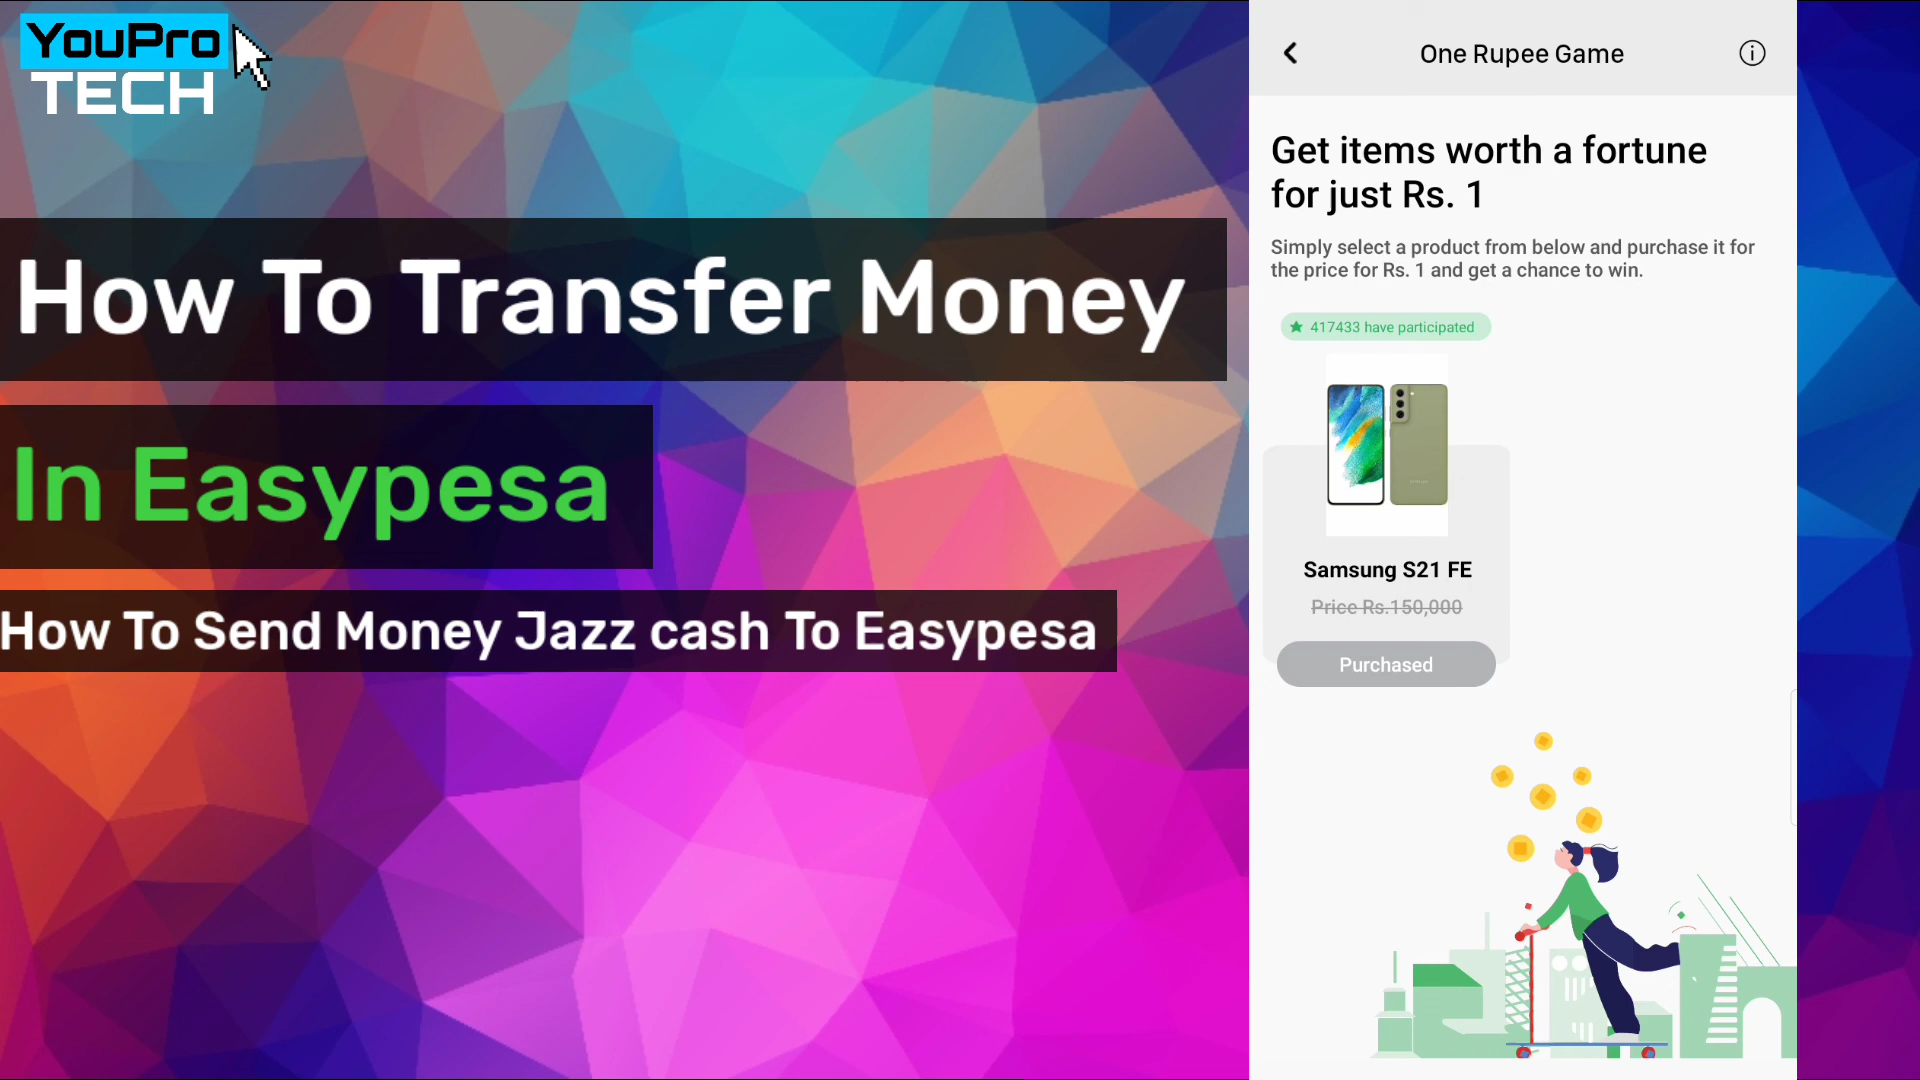 YouPro
TECH
How To Transfer Money
In Easypesa
How To Send Money Jazz cash To Easypesa
One Rupee Game
Get items worth a fortune
for just Rs. 1
Simply select a product from below and purchase it for
the price for Rs. 1 and get a chance to win.
417433 have participated
Samsung S21 FE
Price Rs.150,000
Purchased